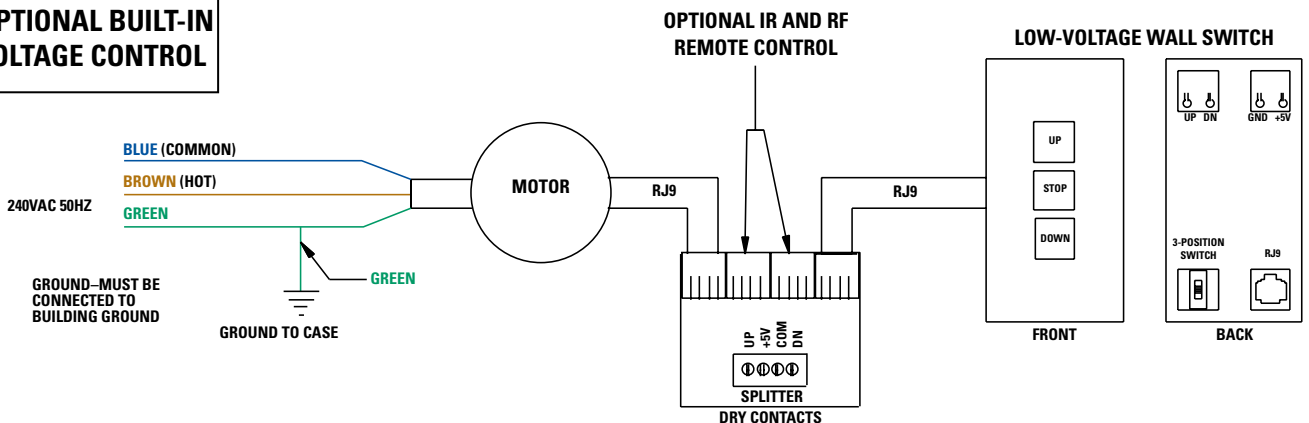 PTIONAL BUILT-IN
OLTAGE CONTROL
OPTIONAL IR AND RF
REMOTE CONTROL
LOW-VOLTAGE WALL SWITCH
BLUE (COMMON)
BROWN (HOT)
240VAC 50HZ
GREEN
GREEN
GROUND–MUST BE
CONNECTED TO
BUILDING GROUND
GROUND TO CASE
MOTOR
RJ9
RJ9
UP
+5V
COM
DN
SPLITTER
DRY CONTACTS
UP
STOP
DOWN
FRONT
UP DN
GND +5V
3-POSITION
SWITCH
RJ9
BACK